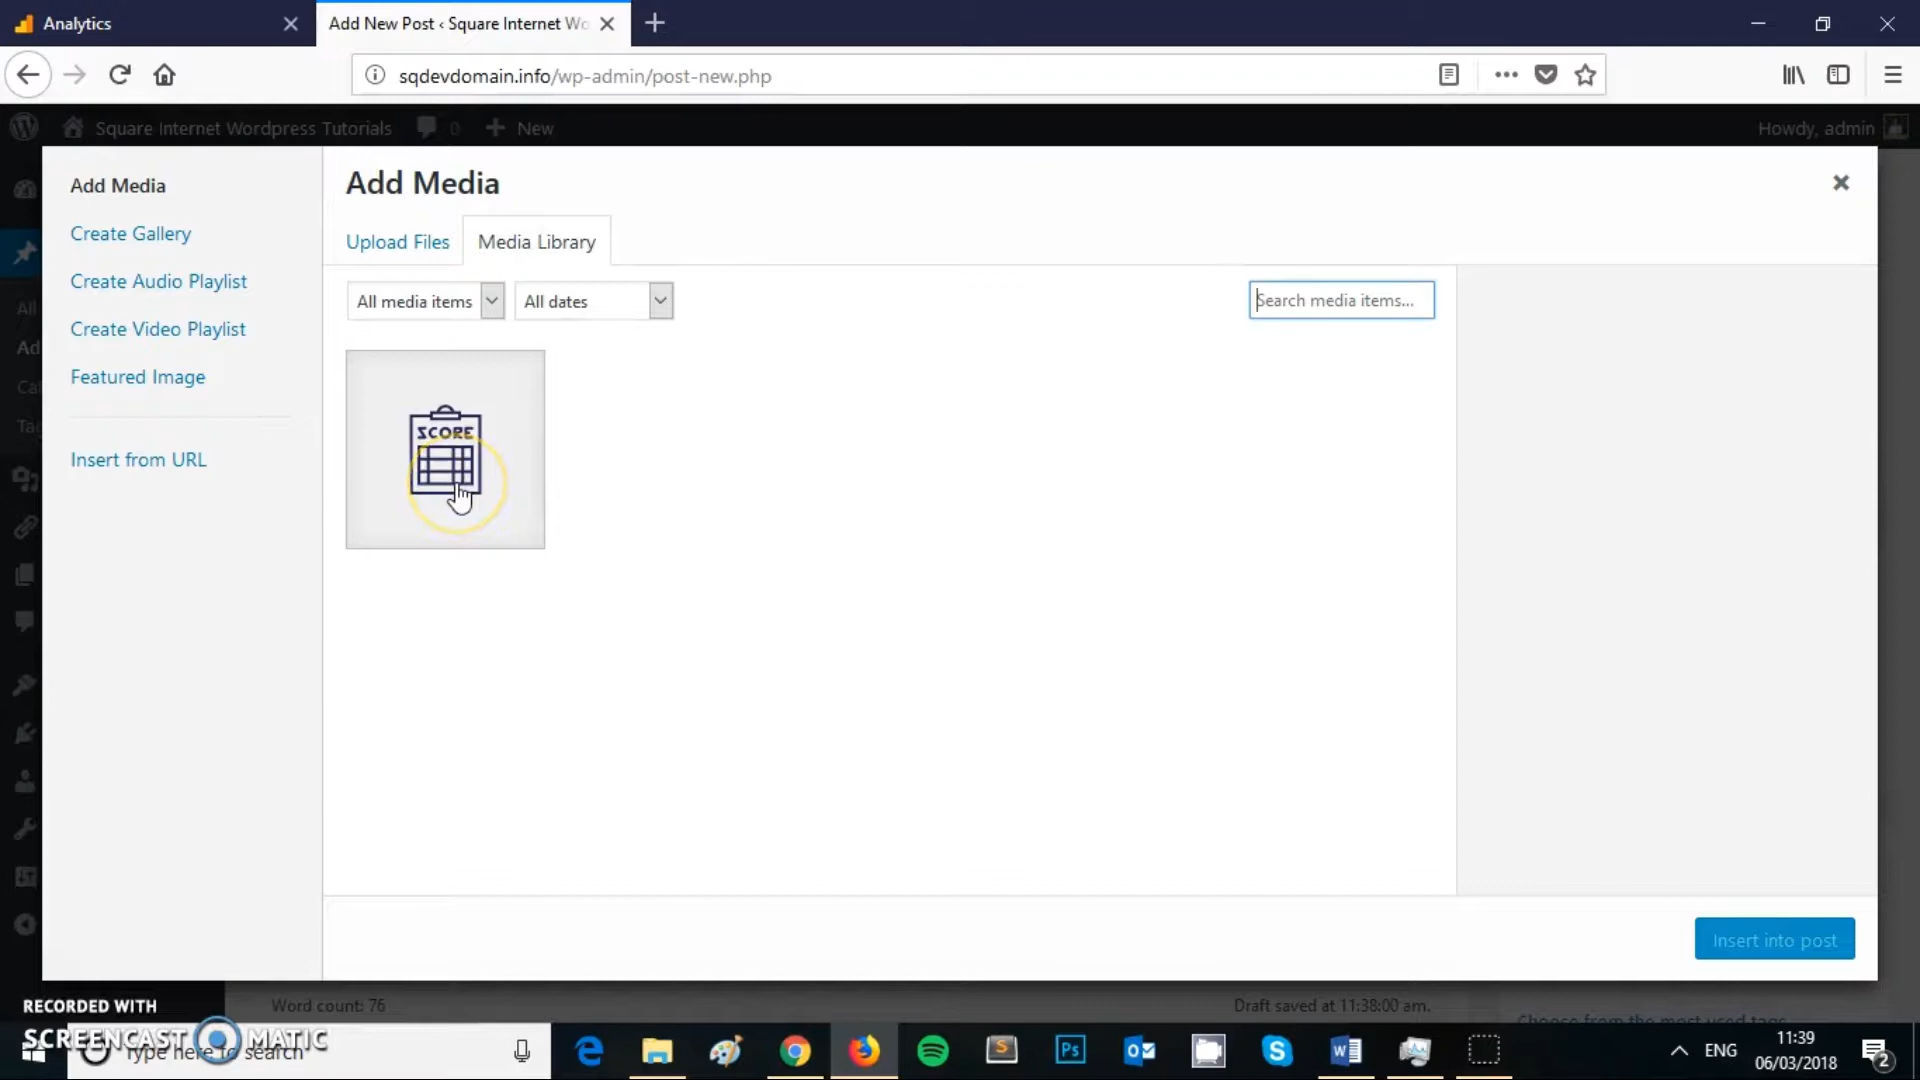 Analytics
Add New Post ‹ Square Internet Wo
sqdevdomain.info/wp-admin/post-new.php
Square Internet Wordpress Tutorials 0 New
Howdy, admin
Add Media
Create Gallery
Create Audio Playlist
Create Video Playlist
Featured Image
Insert from URL
Add Media
Upload Files
Media Library
All media items
All dates
Search media items...
SCORE
Insert into post
All
Ad
Ca
Ta
Word count: 76
Draft saved at 11:38:00 am.
Choose from the most used tags
RECORDED WITH
SCREENCAST MATIC
Type here to search
S
Ps
ENG
11:39
06/03/2018
2